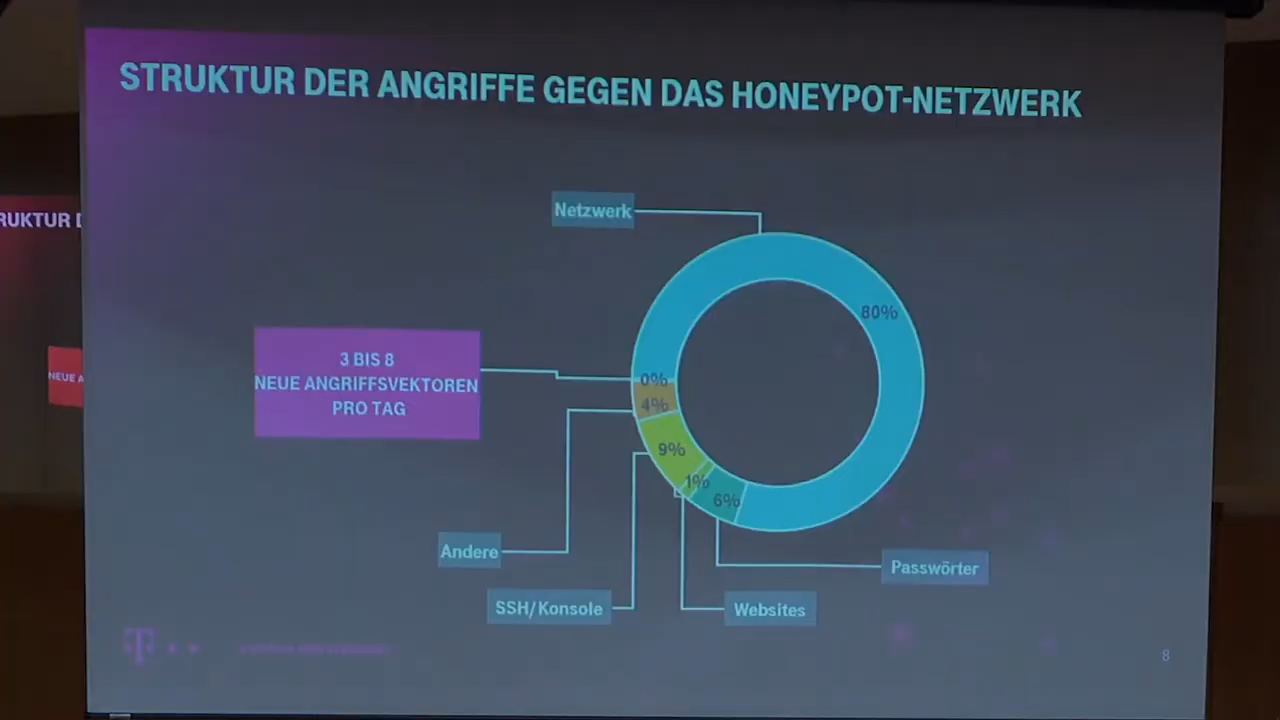 STRUKTUR DER ANGRIFFE GEGEN DAS HONEYPOT-NETZWERK
RUKTUR D
Netzwerk
80%
3 BIS 8
NEUE ANGRIFFSVEKTOREN
PRO TAG
NEUE A
0%
4%
9%
1%
6%
Andere
Passwörter
SSH/Konsole
Websites
T
8